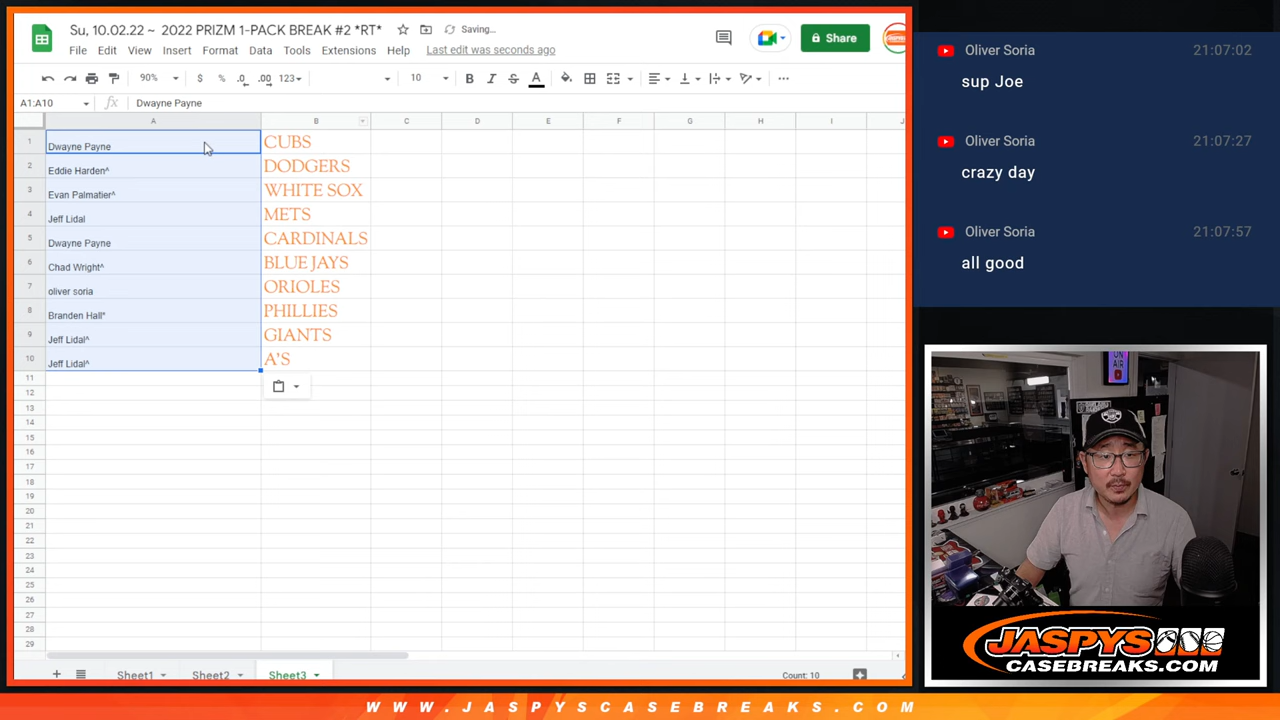 Su, 10.02.22 ~ 2022 PRIZM 1-PACK BREAK #2 *RT*
Saving...
File Edit View Insert Format Data Tools Extensions Help Last edit was seconds ago
Share
90% $ % .0 .00 123 10 B I S A
A1:A10 fx Dwayne Payne
A B C D E F G H I J
1 Dwayne Payne CUBS
2 Eddie Harden^ DODGERS
3 Evan Palmatier^ WHITE SOX
4 Jeff Lidal METS
5 Dwayne Payne CARDINALS
6 Chad Wright^ BLUE JAYS
7 oliver soria ORIOLES
8 Branden Hall* PHILLIES
9 Jeff Lidal^ GIANTS
10 Jeff Lidal^ A'S
11
12
13
14
15
16
17
18
19
20
21
22
23
24
25
26
27
28
29
Sheet1 Sheet2 Sheet3 Count: 10
Oliver Soria 21:07:02
sup Joe
Oliver Soria 21:07:27
crazy day
Oliver Soria 21:07:57
all good
ON AIR
JASPYS
CASEBREAKS.COM
WWW.JASPYSCASEBREAKS.COM